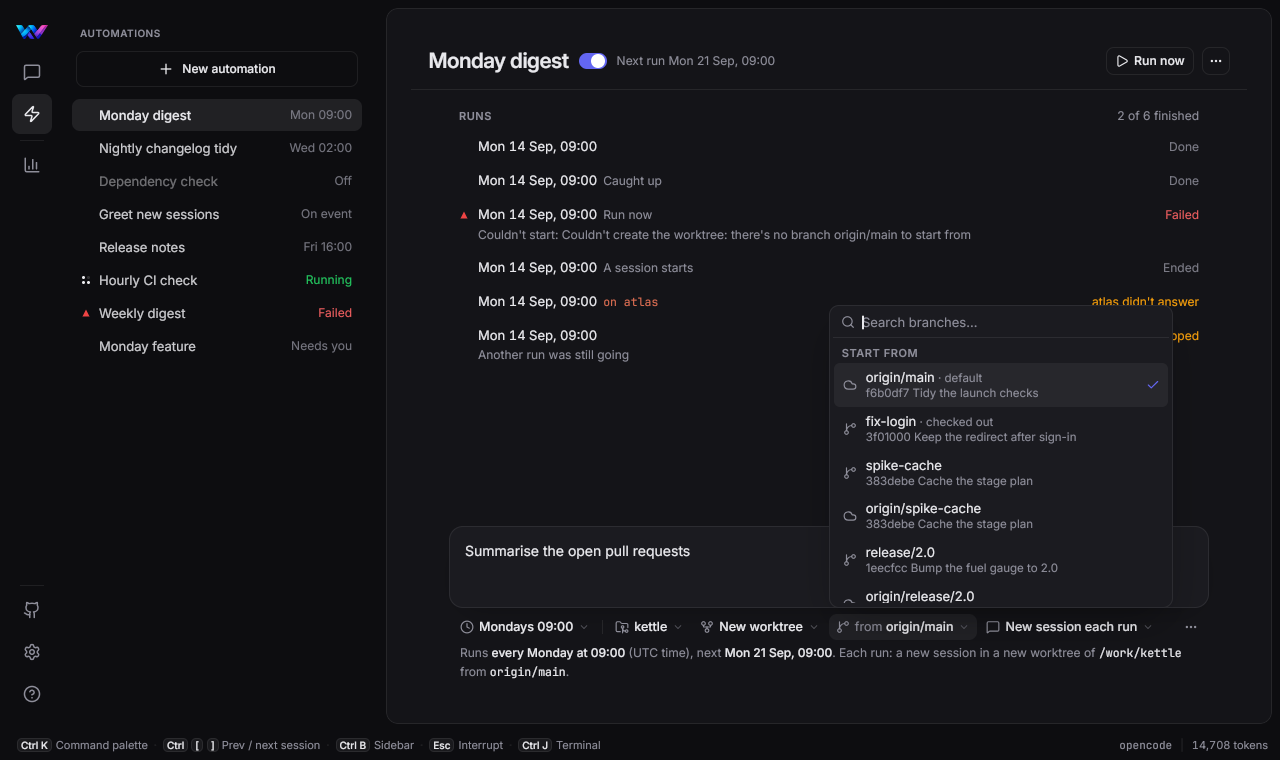 AUTOMATIONS
New automation
Monday digest Mon 09:00
Nightly changelog tidy Wed 02:00
Dependency check Off
Greet new sessions On event
Release notes Fri 16:00
Hourly CI check Running
Weekly digest Failed
Monday feature Needs you
Monday digest Next run Mon 21 Sep, 09:00 Run now
RUNS 2 of 6 finished
Mon 14 Sep, 09:00 Done
Mon 14 Sep, 09:00 Caught up Done
Mon 14 Sep, 09:00 Run now Failed
Couldn't start: Couldn't create the worktree: there's no branch origin/main to start from
Mon 14 Sep, 09:00 A session starts Ended
Mon 14 Sep, 09:00 on atlas atlas didn't answer
Mon 14 Sep, 09:00
Another run was still going
Search branches...
START FROM
origin/main · default
f6b0df7 Tidy the launch checks
fix-login · checked out
3f01000 Keep the redirect after sign-in
spike-cache
383debe Cache the stage plan
origin/spike-cache
383debe Cache the stage plan
release/2.0
1eecfcc Bump the fuel gauge to 2.0
origin/release/2.0
Summarise the open pull requests
Mondays 09:00 kettle New worktree from origin/main New session each run
Runs every Monday at 09:00 (UTC time), next Mon 21 Sep, 09:00. Each run: a new session in a new worktree of /work/kettle
from origin/main.
Ctrl K Command palette · Ctrl [ ] Prev / next session · Ctrl B Sidebar · Esc Interrupt · Ctrl J Terminal opencode 14,708 tokens